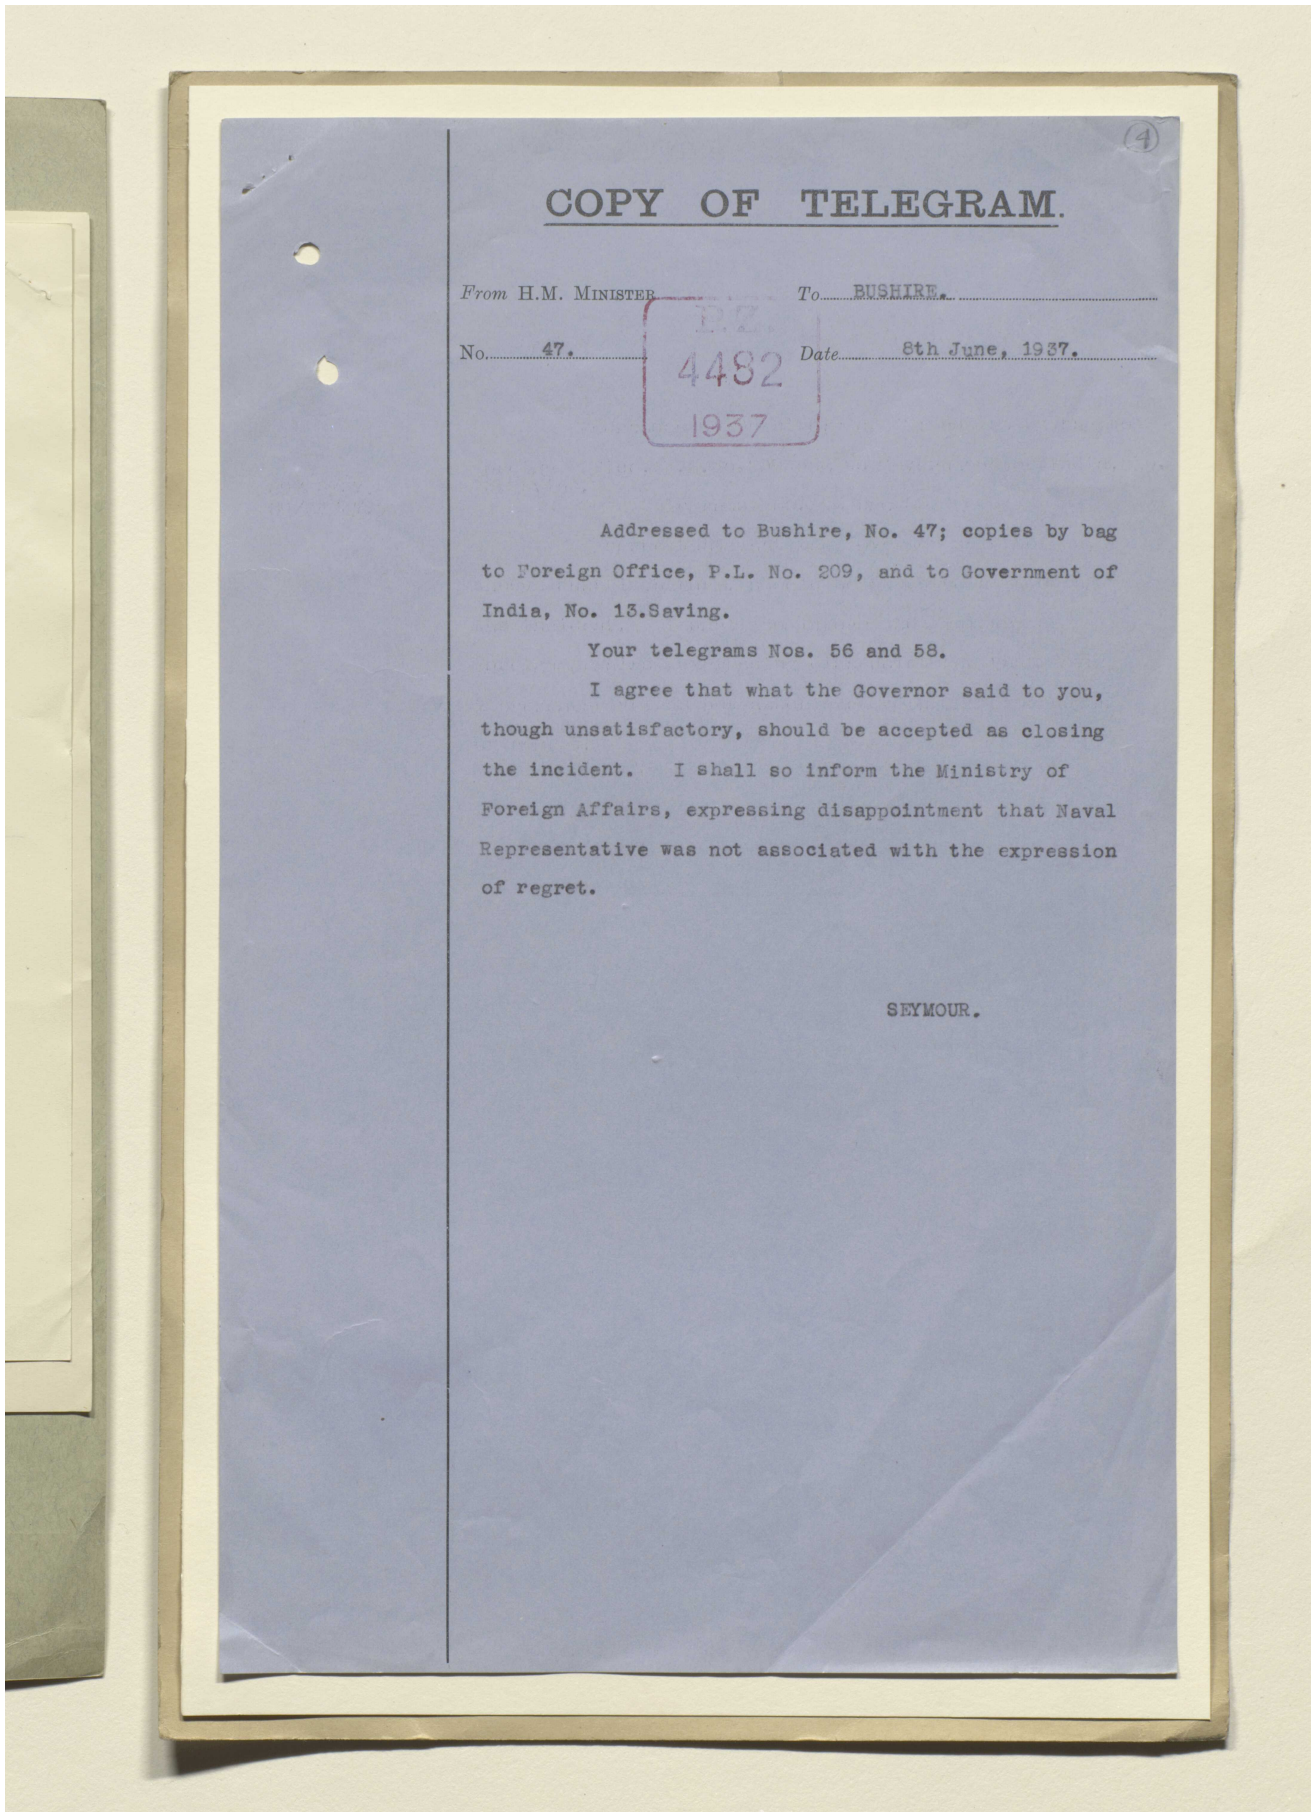 4
COPY OF TELEGRAM.
From H.M. MINISTER To BUSHIRE.
P.Z.
No. 47. Date 8th June, 1937.
4482
1937
Addressed to Bushire, No. 47; copies by bag
to Foreign Office, P.L. No. 209, and to Government of
India, No. 13.Saving.
Your telegrams Nos. 56 and 58.
I agree that what the Governor said to you,
though unsatisfactory, should be accepted as closing
the incident. I shall so inform the Ministry of
Foreign Affairs, expressing disappointment that Naval
Representative was not associated with the expression
of regret.
SEYMOUR.